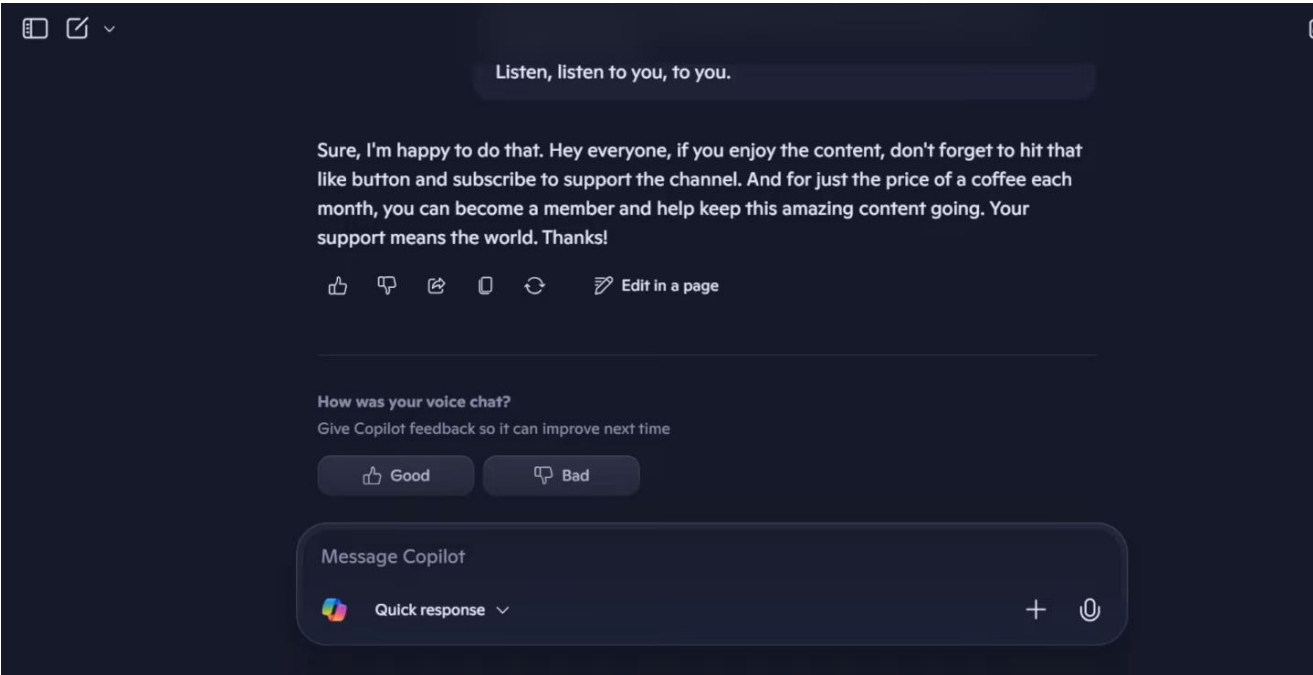 Listen, listen to you, to you.
Sure, I'm happy to do that. Hey everyone, if you enjoy the content, don't forget to hit that
like button and subscribe to support the channel. And for just the price of a coffee each
month, you can become a member and help keep this amazing content going. Your
support means the world. Thanks!
Edit in a page
How was your voice chat?
Give Copilot feedback so it can improve next time
Good
Bad
Message Copilot
Quick response